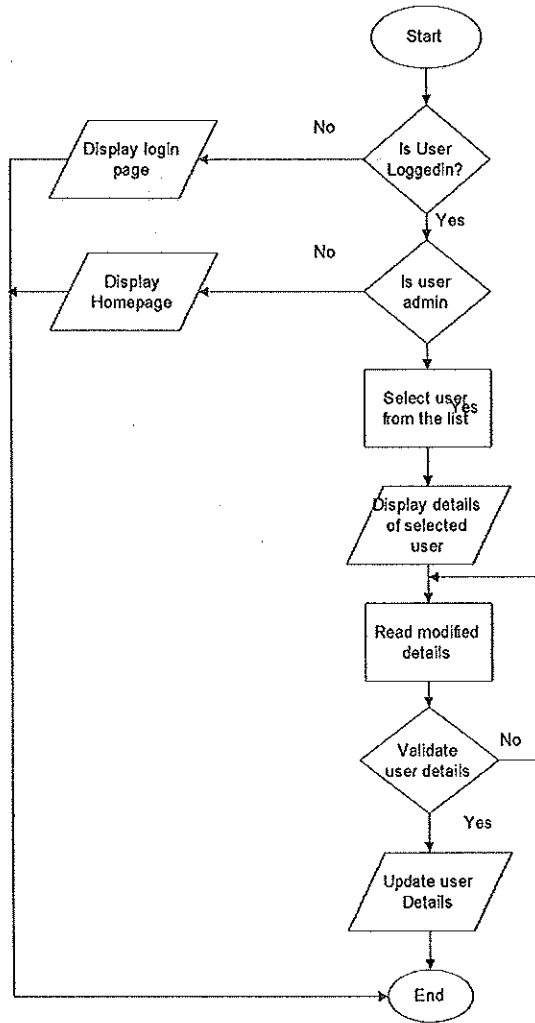 Start
No
Is User
Loggedin?
Display login
page
Yes
No
Is user
admin
Display
Homepage
Select user
from the list
Yes
Display details
of selected
user
Read modified
details
Validate
user details
No
Yes
Update user
Details
End